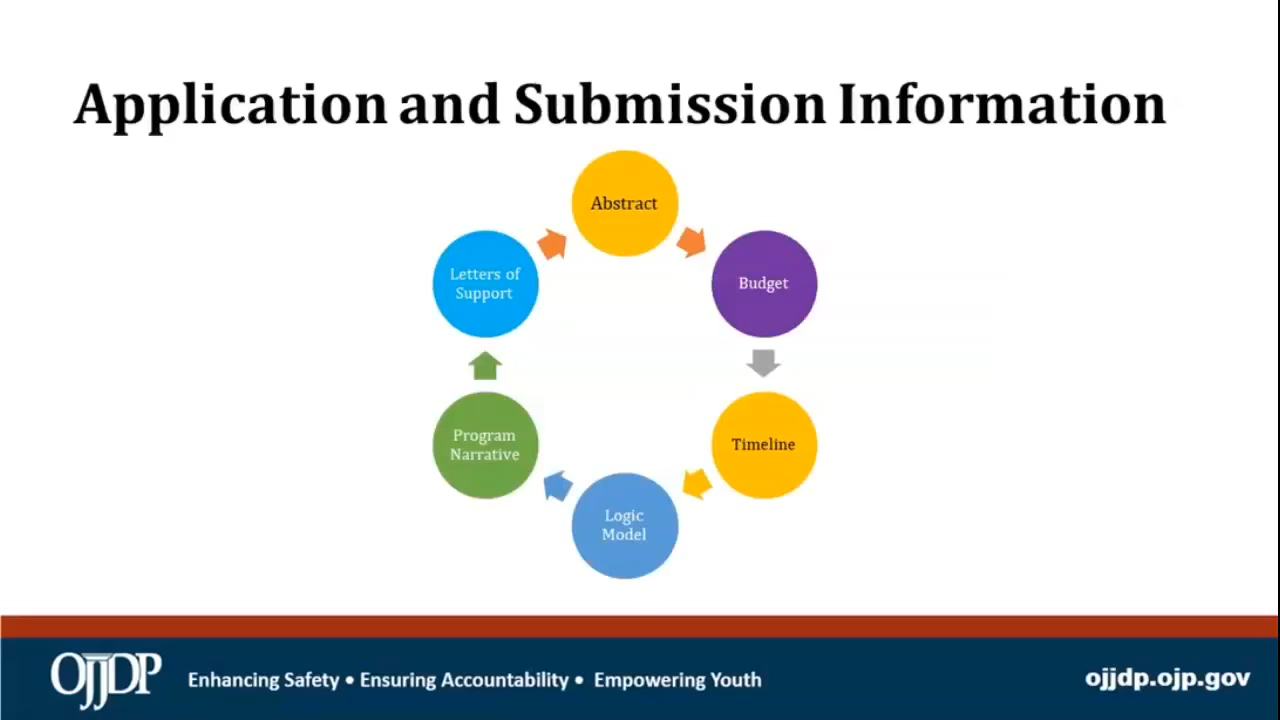 Application and Submission Information
Abstract
Budget
Timeline
Logic
Model
Program
Narrative
Letters of
Support
OJJDP
Enhancing Safety • Ensuring Accountability • Empowering Youth
ojjdp.ojp.gov